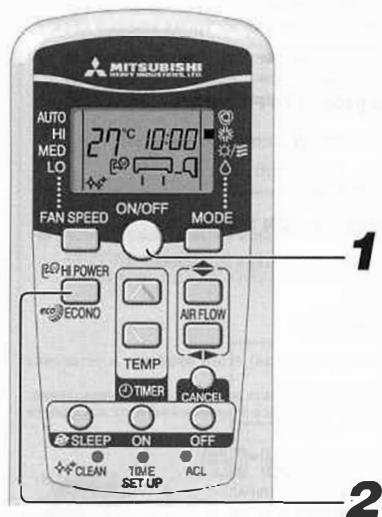 MITSUBISHI
HEAVY INDUSTRIES, LTD.
AUTO
HI
MED
LO
27°C 10:00
FAN SPEED
ON/OFF
MODE
1
HI POWER
eco ECONO
AIR FLOW
TEMP
TIMER
CANCEL
SLEEP ON OFF
CLEAN
TIME
SET UP
ACL
2